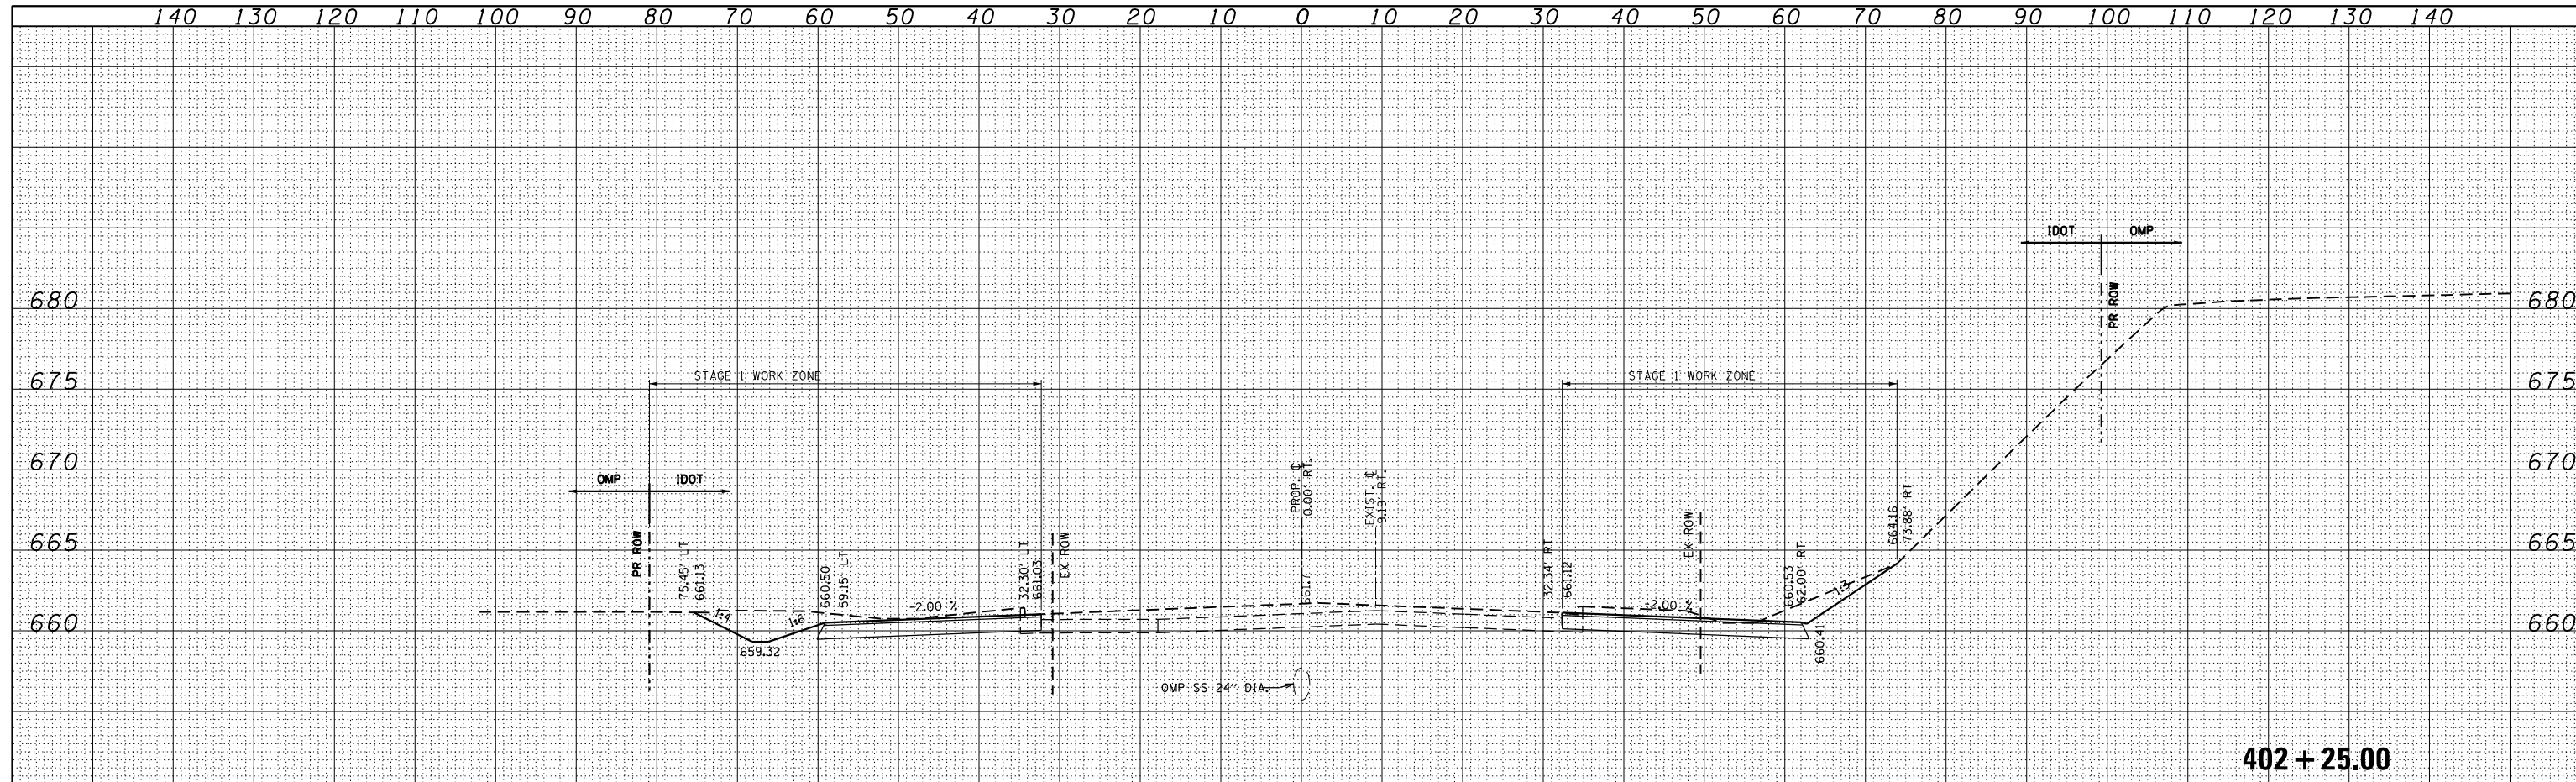 140 130 120 110 100 90 80 70 60 50 40 30 20 10 0 10 20 30 40 50 60 70 80 90 100 110 120 130 140
IDOT OMP
PR ROW
680 680
STAGE 1 WORK ZONE STAGE 1 WORK ZONE
675 675
670 670
OMP IDOT
PR ROW
PROP. ℄
0.00' RT.
EXIST. ℄
9.19' RT.
665 665
75.45' LT
661.13
1:4
659.32
1:6
660.50
59.15' LT
-2.00 %
32.30' LT
661.03
EX ROW
661.7
32.34' RT
661.12
-2.00 %
EX ROW
660.53
62.00' RT
660.41
1:3
664.16
73.88' RT
660 660
OMP SS 24" DIA.
402 + 25.00